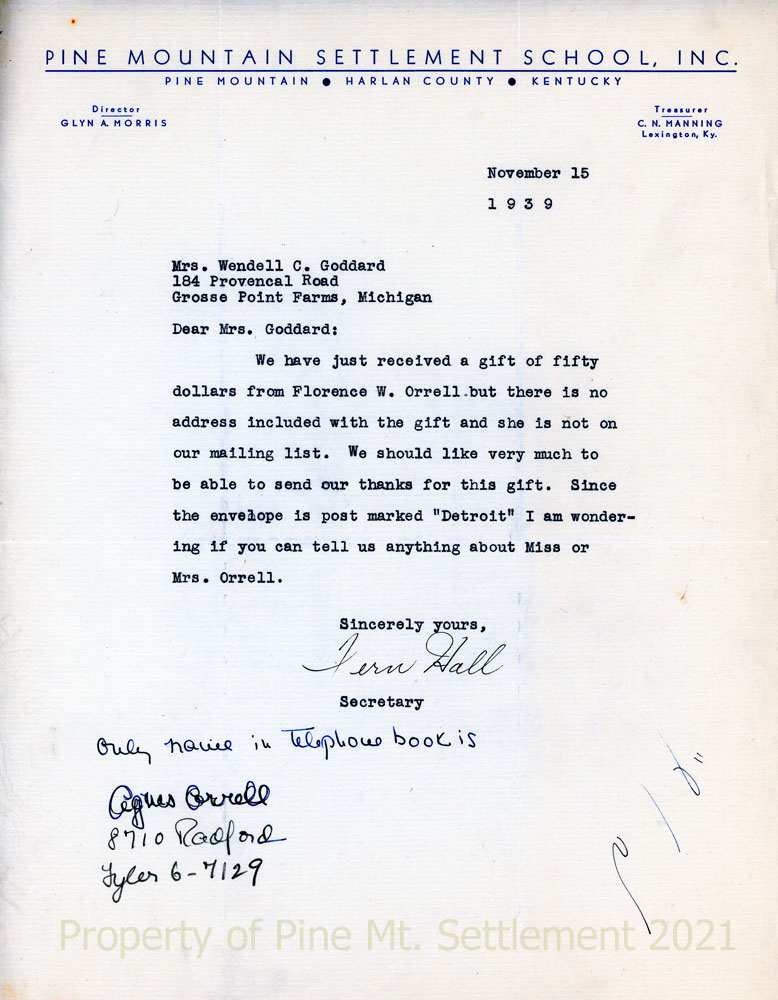 PINE MOUNTAIN SETTLEMENT SCHOOL, INC.
PINE MOUNTAIN ● HARLAN COUNTY ● KENTUCKY
Director
GLYN A. MORRIS
Treasurer
C. N. MANNING
Lexington, Ky.
November 15
1 9 3 9
Mrs. Wendell C. Goddard
184 Provencal Road
Grosse Point Farms, Michigan
Dear Mrs. Goddard:
We have just received a gift of fifty
dollars from Florence W. Orrell but there is no
address included with the gift and she is not on
our mailing list. We should like very much to
be able to send our thanks for this gift. Since
the envelope is post marked "Detroit" I am wonder-
ing if you can tell us anything about Miss or
Mrs. Orrell.
Sincerely yours,
Fern Hall
Secretary
Only name in Telephone book is
Agnes Orrell
8710 Radford
Tyler 6-7129
Property of Pine Mt. Settlement 2021